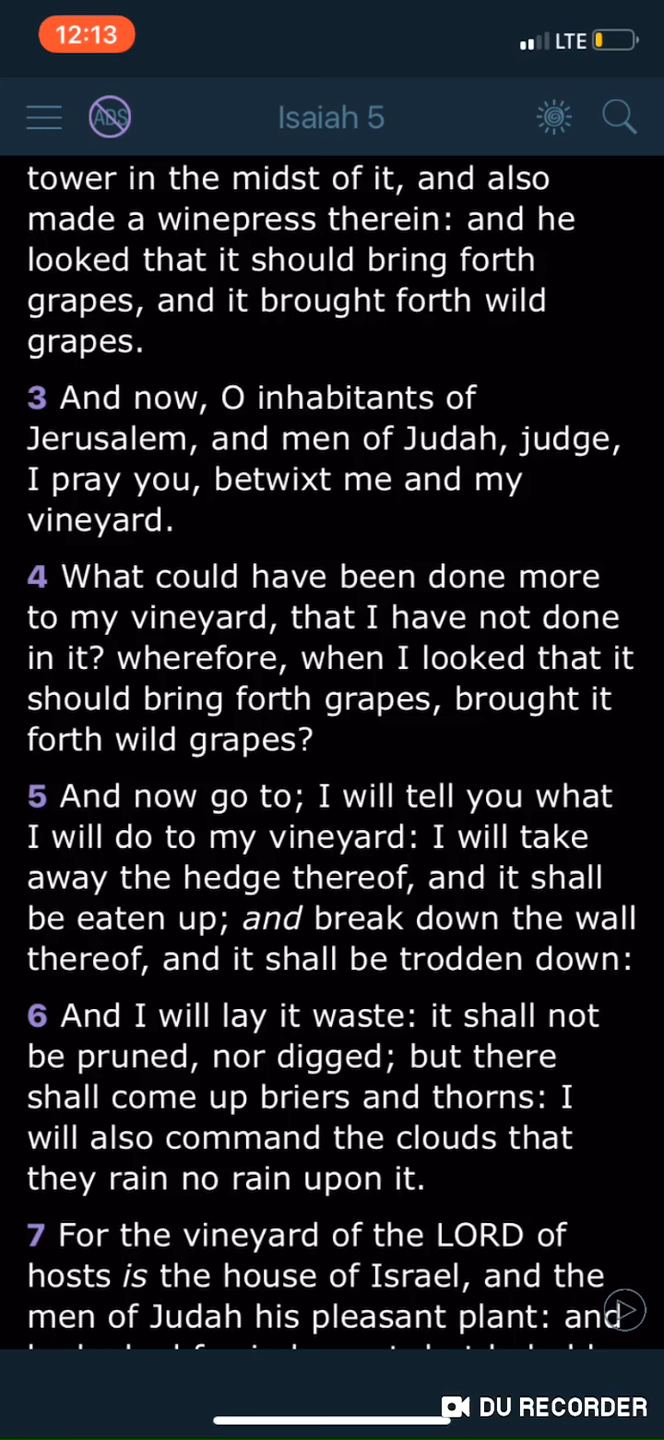 12:13
LTE
ADS
Isaiah 5
tower in the midst of it, and also
made a winepress therein: and he
looked that it should bring forth
grapes, and it brought forth wild
grapes.
3 And now, O inhabitants of
Jerusalem, and men of Judah, judge,
I pray you, betwixt me and my
vineyard.
4 What could have been done more
to my vineyard, that I have not done
in it? wherefore, when I looked that it
should bring forth grapes, brought it
forth wild grapes?
5 And now go to; I will tell you what
I will do to my vineyard: I will take
away the hedge thereof, and it shall
be eaten up; and break down the wall
thereof, and it shall be trodden down:
6 And I will lay it waste: it shall not
be pruned, nor digged; but there
shall come up briers and thorns: I
will also command the clouds that
they rain no rain upon it.
7 For the vineyard of the LORD of
hosts is the house of Israel, and the
men of Judah his pleasant plant: and
DU RECORDER